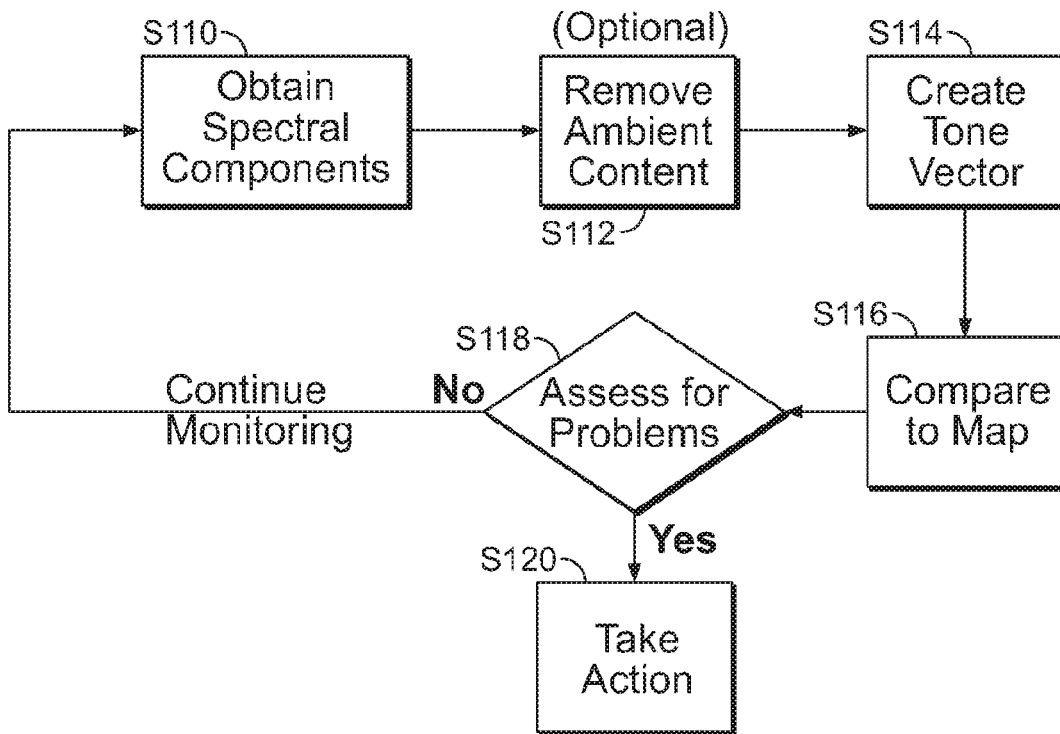 S110
Obtain
Spectral
Components
(Optional)
Remove
Ambient
Content
S112
S114
Create
Tone
Vector
S116
Compare
to Map
S118
Assess for
Problems
No
Continue
Monitoring
Yes
S120
Take
Action